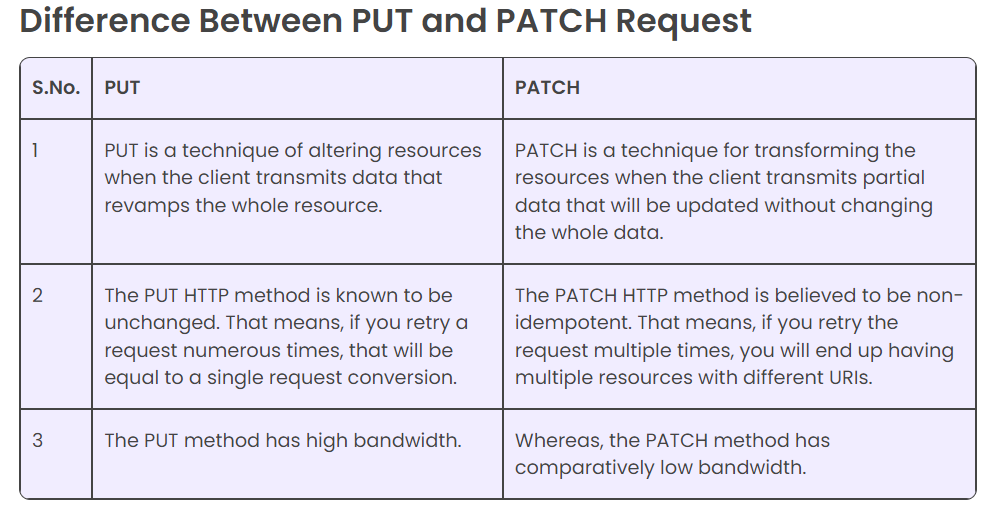 Difference Between PUT and PATCH Request
S.No.
PUT
PATCH
1
PUT is a technique of altering resources
when the client transmits data that
revamps the whole resource.
PATCH is a technique for transforming the
resources when the client transmits partial
data that will be updated without changing
the whole data.
2
The PUT HTTP method is known to be
unchanged. That means, if you retry a
request numerous times, that will be
equal to a single request conversion.
The PATCH HTTP method is believed to be non-
idempotent. That means, if you retry the
request multiple times, you will end up having
multiple resources with different URIs.
3
The PUT method has high bandwidth.
Whereas, the PATCH method has
comparatively low bandwidth.